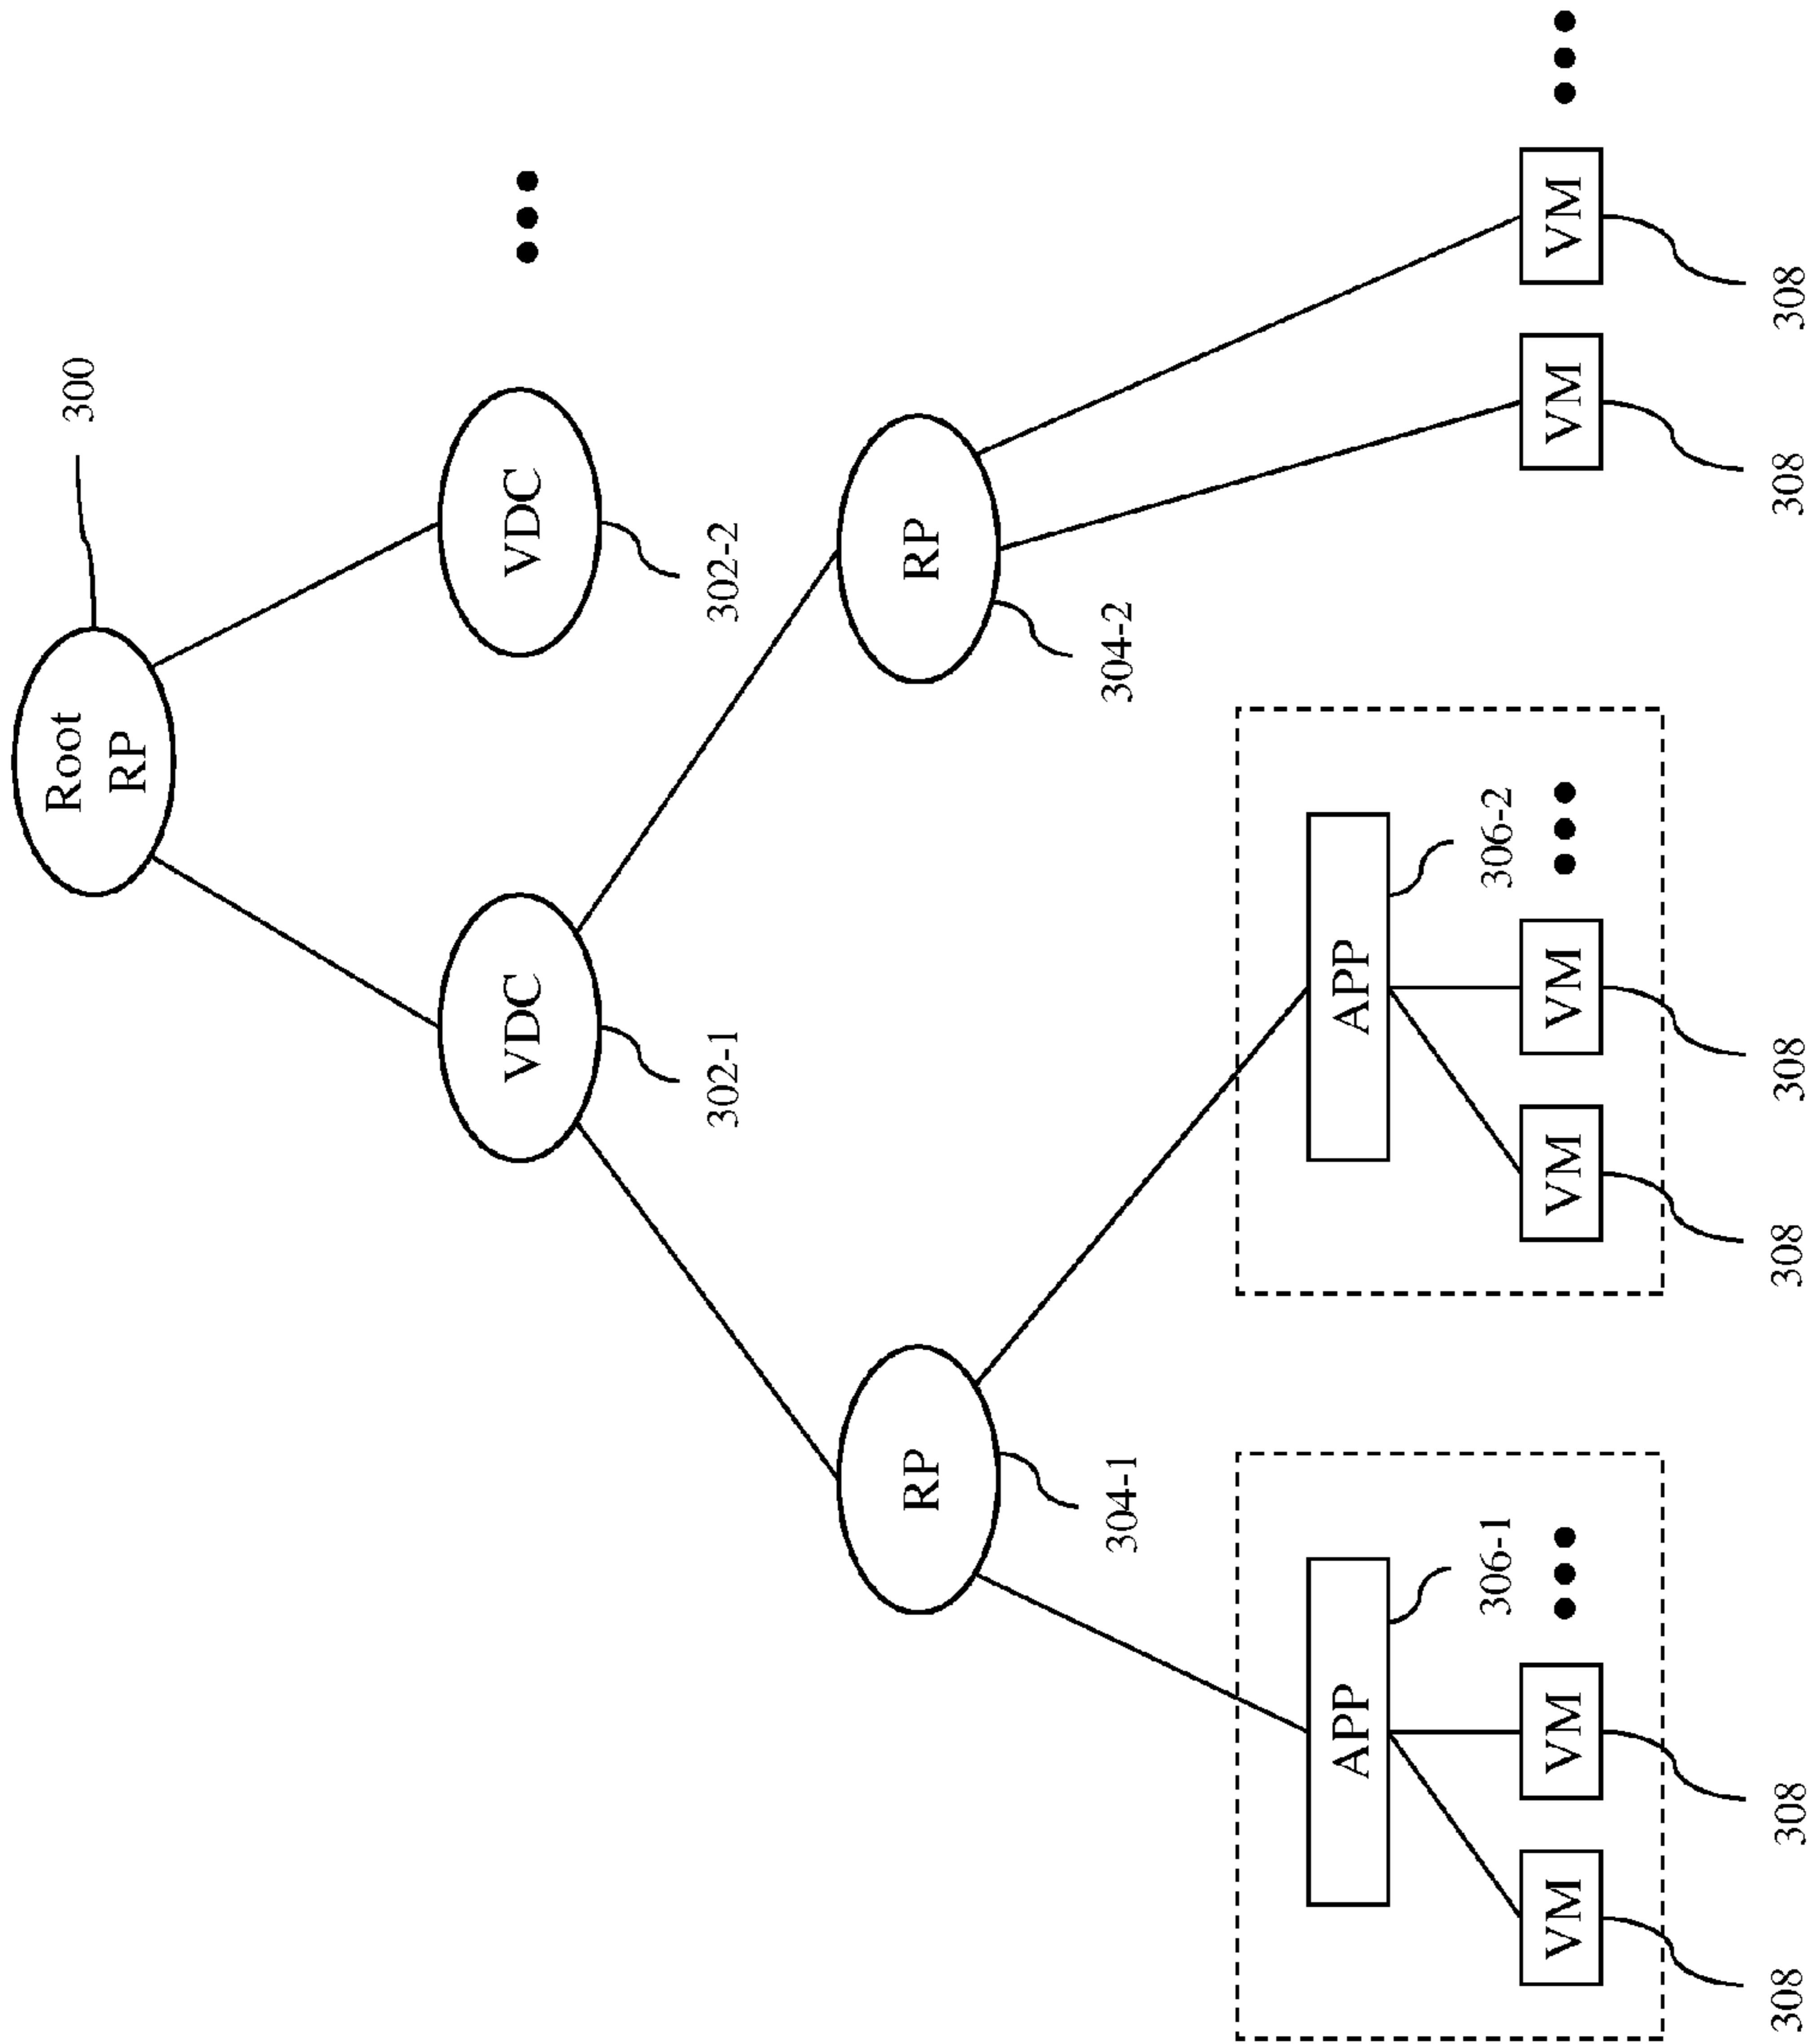 Root
RP
300
VDC
302-1
VDC
302-2
RP
304-1
RP
304-2
APP
306-1
APP
306-2
VM
VM
VM
VM
VM
VM
308
308
308
308
308
308